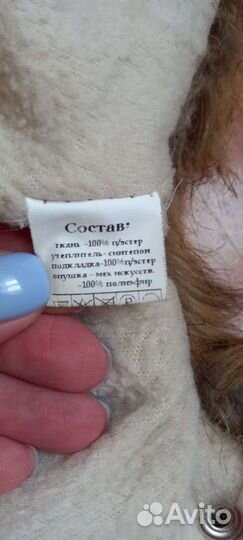 Состав:
ткань -100% п/эстер
утеплитель - синтепон
подкладка-100%п/эстер
опушка - мех искусств.
-100% полиэфир
P
Avito